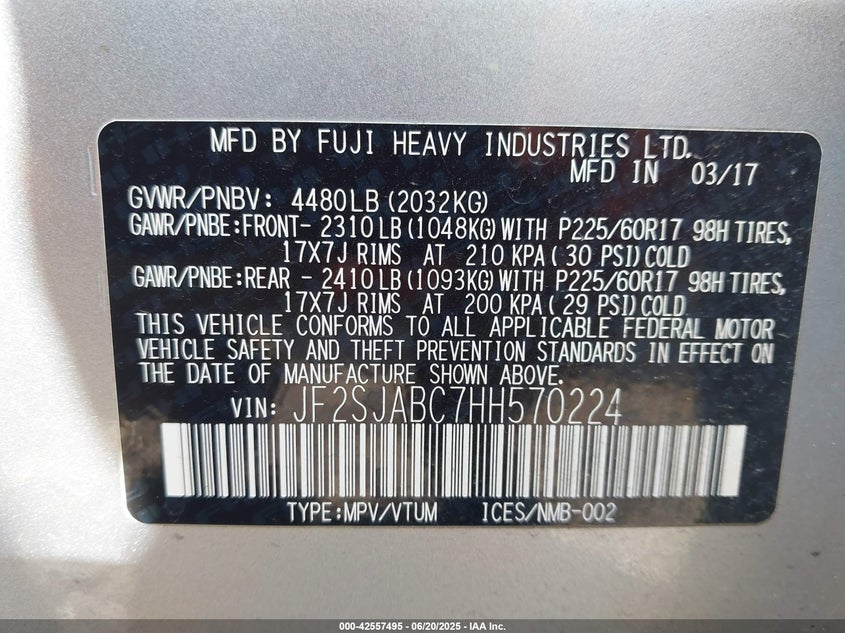 MFD BY FUJI HEAVY INDUSTRIES LTD.
MFD IN 03/17
GVWR/PNBV: 4480LB (2032KG)
GAWR/PNBE:FRONT- 2310LB (1048KG)WITH P225/60R17 98H TIRES,
17X7J RIMS AT 210 KPA( 30 PSI)COLD
GAWR/PNBE:REAR - 2410LB (1093KG)WITH P225/60R17 98H TIRES,
17X7J RIMS AT 200 KPA( 29 PSI)COLD
THIS VEHICLE CONFORMS TO ALL APPLICABLE FEDERAL MOTOR
VEHICLE SAFETY AND THEFT PREVENTION STANDARDS IN EFFECT ON
THE DATE OF MANUFACTURE SHOWN ABOVE.
VIN: JF2SJABC7HH570224
TYPE:MPV/VTUM ICES/NMB-002
000-42557495 - 06/20/2025 - IAA Inc.